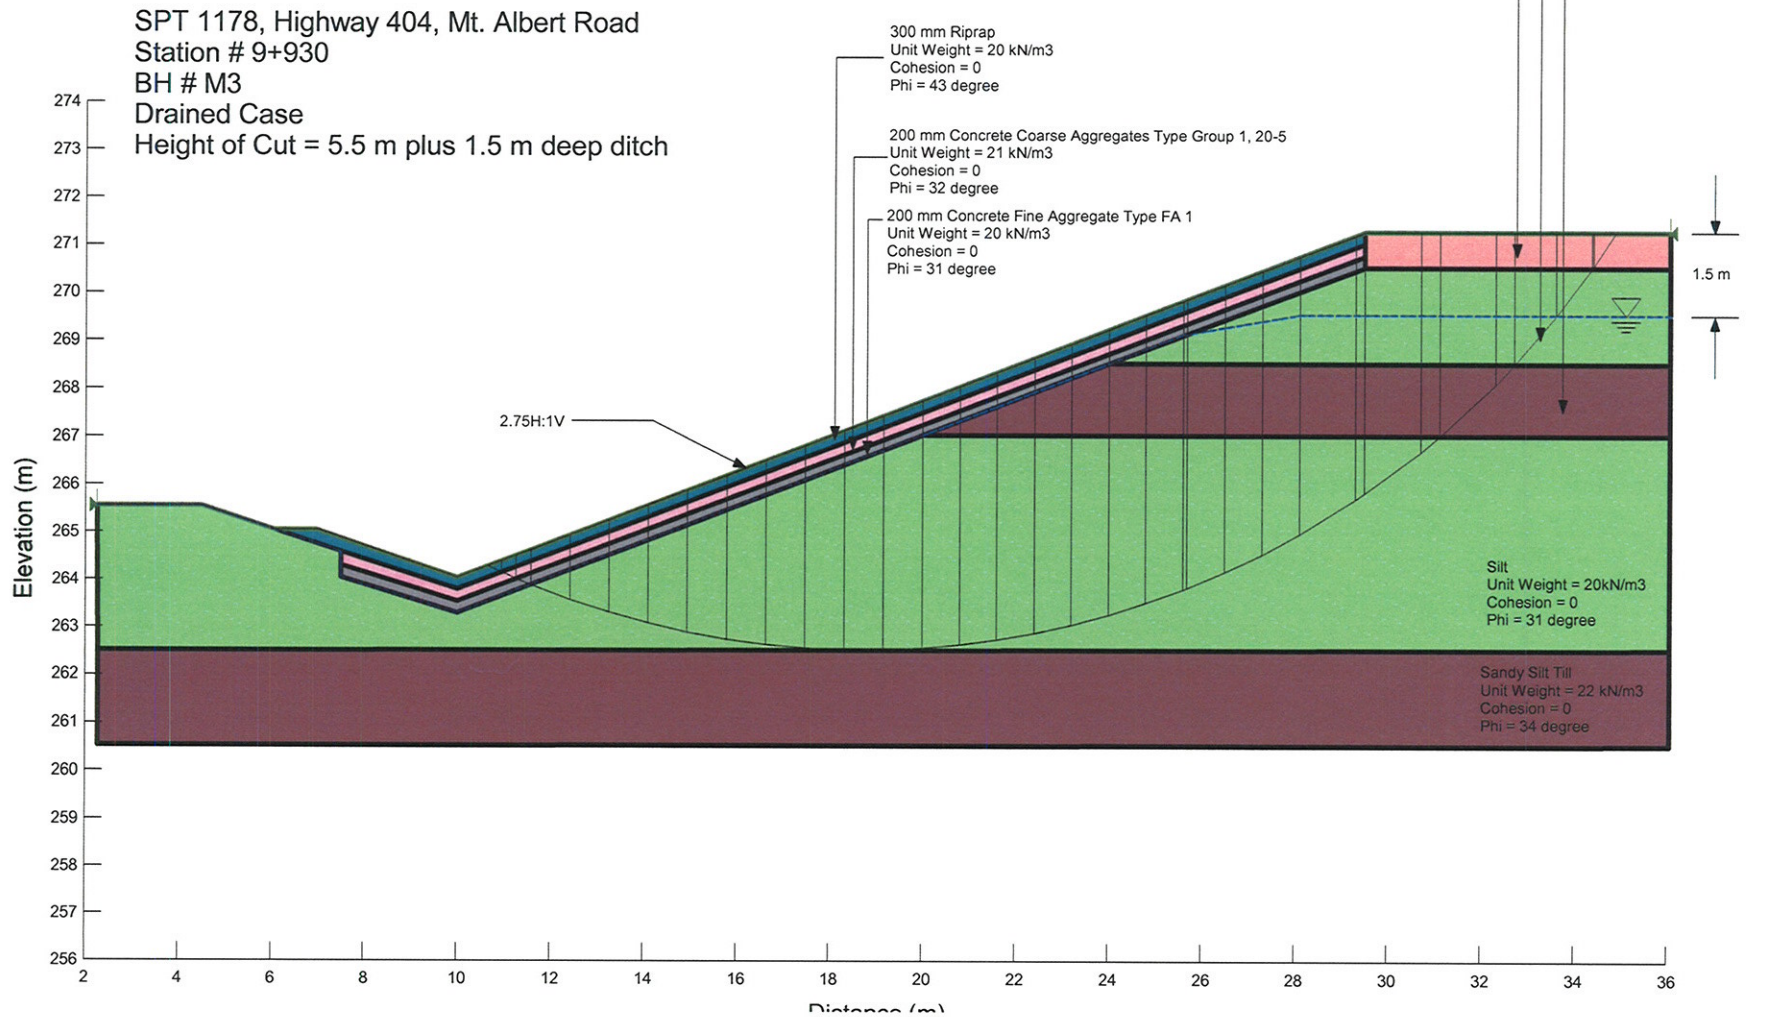 SPT 1178, Highway 404, Mt. Albert Road
Station # 9+930
BH # M3
Drained Case
Height of Cut = 5.5 m plus 1.5 m deep ditch
300 mm Riprap
Unit Weight = 20 kN/m3
Cohesion = 0
Phi = 43 degree
200 mm Concrete Coarse Aggregates Type Group 1, 20-5
Unit Weight = 21 kN/m3
Cohesion = 0
Phi = 32 degree
200 mm Concrete Fine Aggregate Type FA 1
Unit Weight = 20 kN/m3
Cohesion = 0
Phi = 31 degree
1.5 m
2.75H:1V
Silt
Unit Weight = 20kN/m3
Cohesion = 0
Phi = 31 degree
Sandy Silt Till
Unit Weight = 22 kN/m3
Cohesion = 0
Phi = 34 degree
Elevation (m)
274
273
272
271
270
269
268
267
266
265
264
263
262
261
260
259
258
257
256
2 4 6 8 10 12 14 16 18 20 22 24 26 28 30 32 34 36
Distance (m)